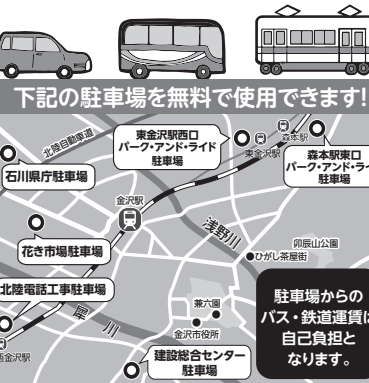 下記の駐車場を無料で使用できます!
北陸自動車道
東金沢駅西口
パーク・アンド・ライド
駐車場
東金沢駅
森本駅
森本駅東口
パーク・アンド・ライ
駐車場
石川県庁駐車場
金沢駅
浅野川
花き市場駐車場
卯辰山公園
ひがし茶屋街
北陸電話工事駐車場
兼六園
犀川
金沢市役所
西金沢駅
建設総合センター
駐車場
駐車場からの
バス・鉄道運賃は
自己負担と
なります。